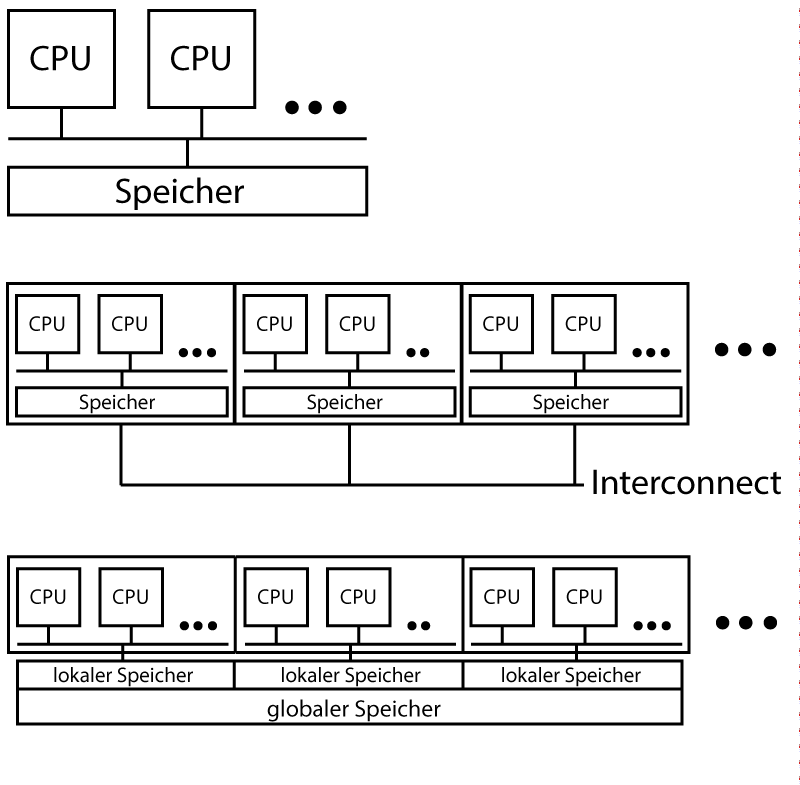 CPU CPU
Speicher
CPU CPU CPU CPU CPU CPU
Speicher Speicher Speicher
Interconnect
CPU CPU CPU CPU CPU CPU
lokaler Speicher lokaler Speicher lokaler Speicher
globaler Speicher